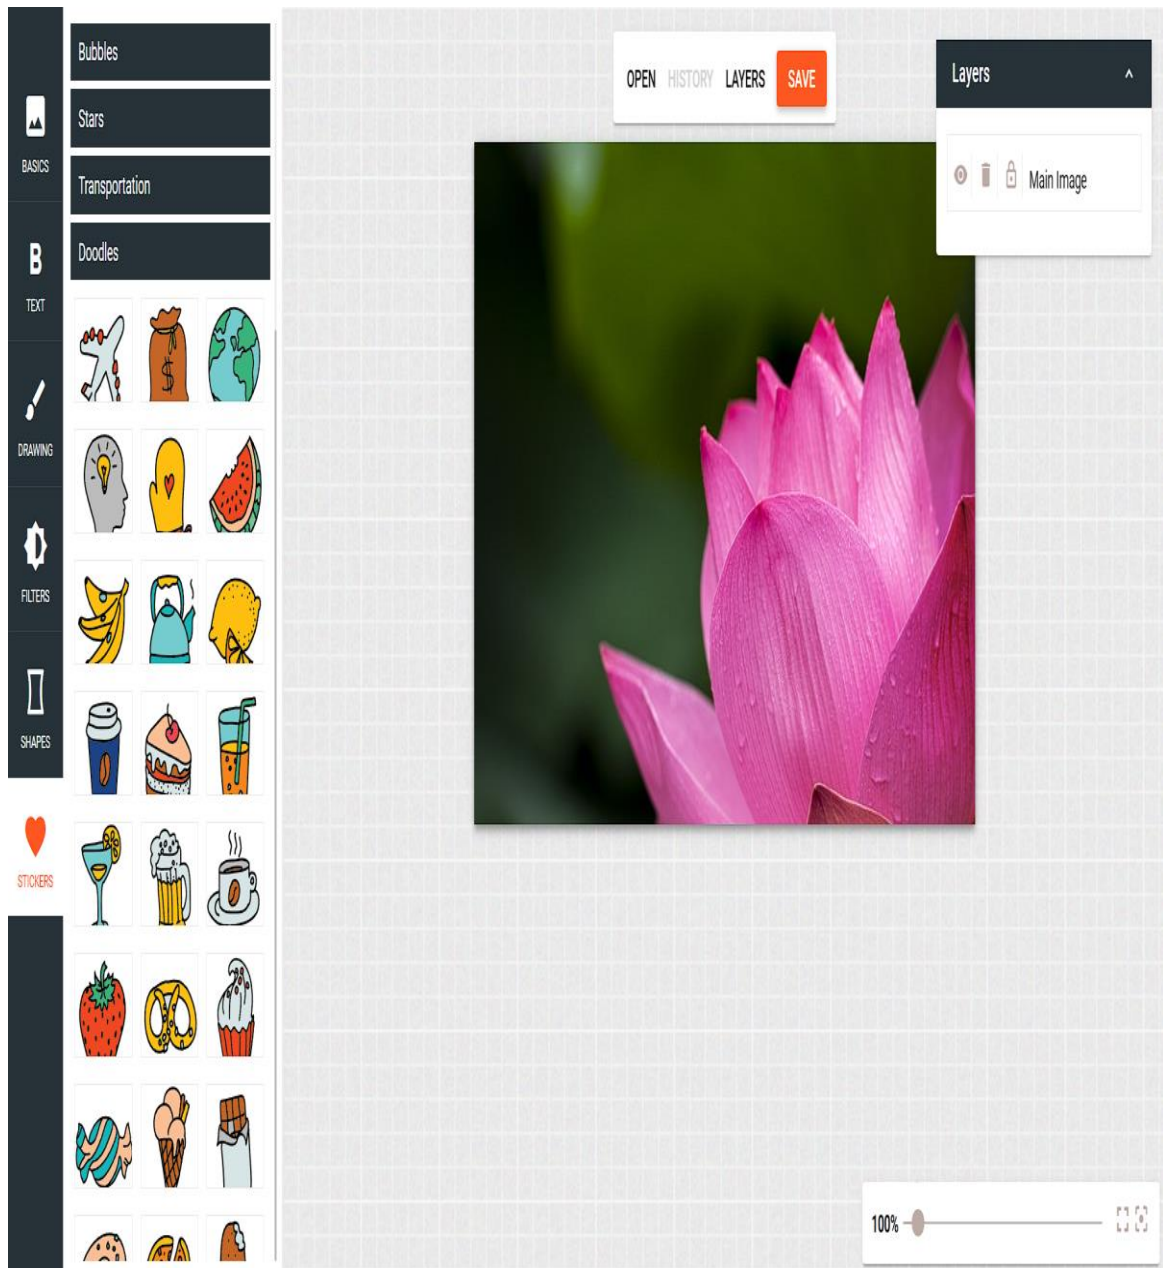 BASICS
B
TEXT
DRAWING
FILTERS
SHAPES
STICKERS
Bubbles
Stars
Transportation
Doodles
$
OPEN HISTORY LAYERS SAVE
Layers
Main Image
100%